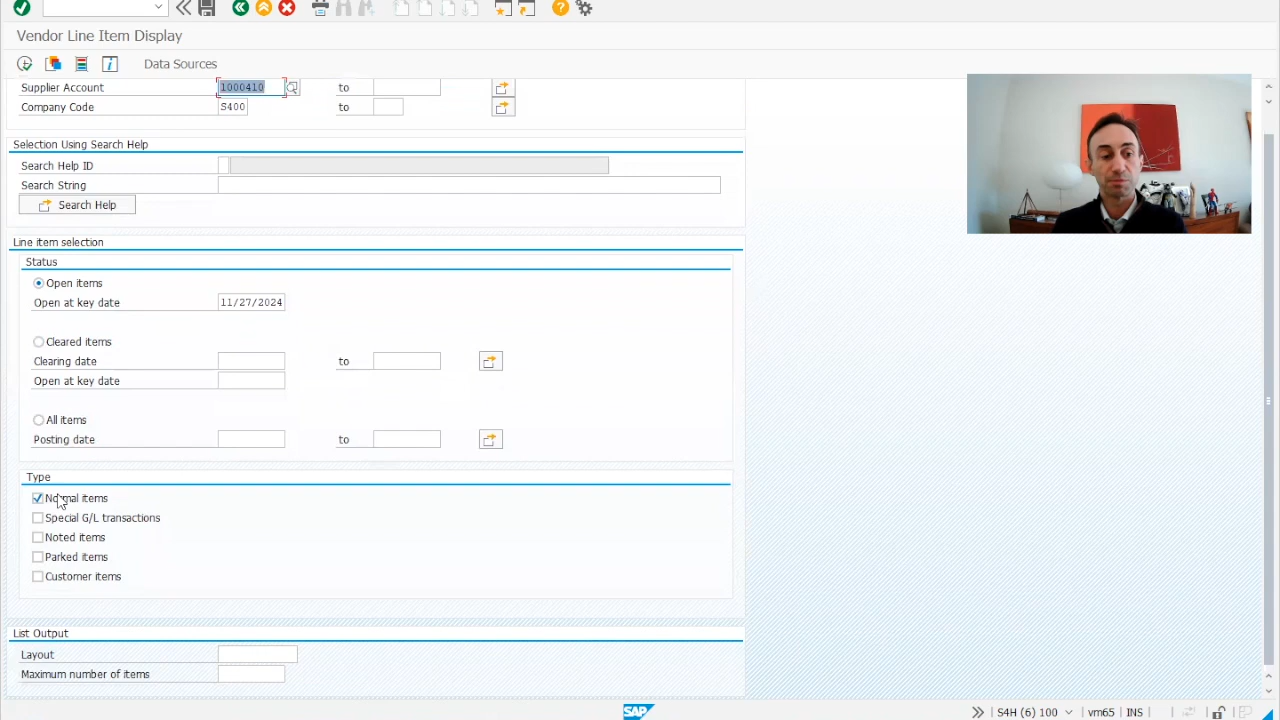 Vendor Line Item Display
Data Sources
Supplier Account 1000410 to
Company Code S400 to
Selection Using Search Help
Search Help ID
Search String
Search Help
Line item selection
Status
Open items
Open at key date 11/27/2024
Cleared items
Clearing date to
Open at key date
All items
Posting date to
Type
Normal items
Special G/L transactions
Noted items
Parked items
Customer items
List Output
Layout
Maximum number of items
SAP S4H (6) 100 vm65 INS